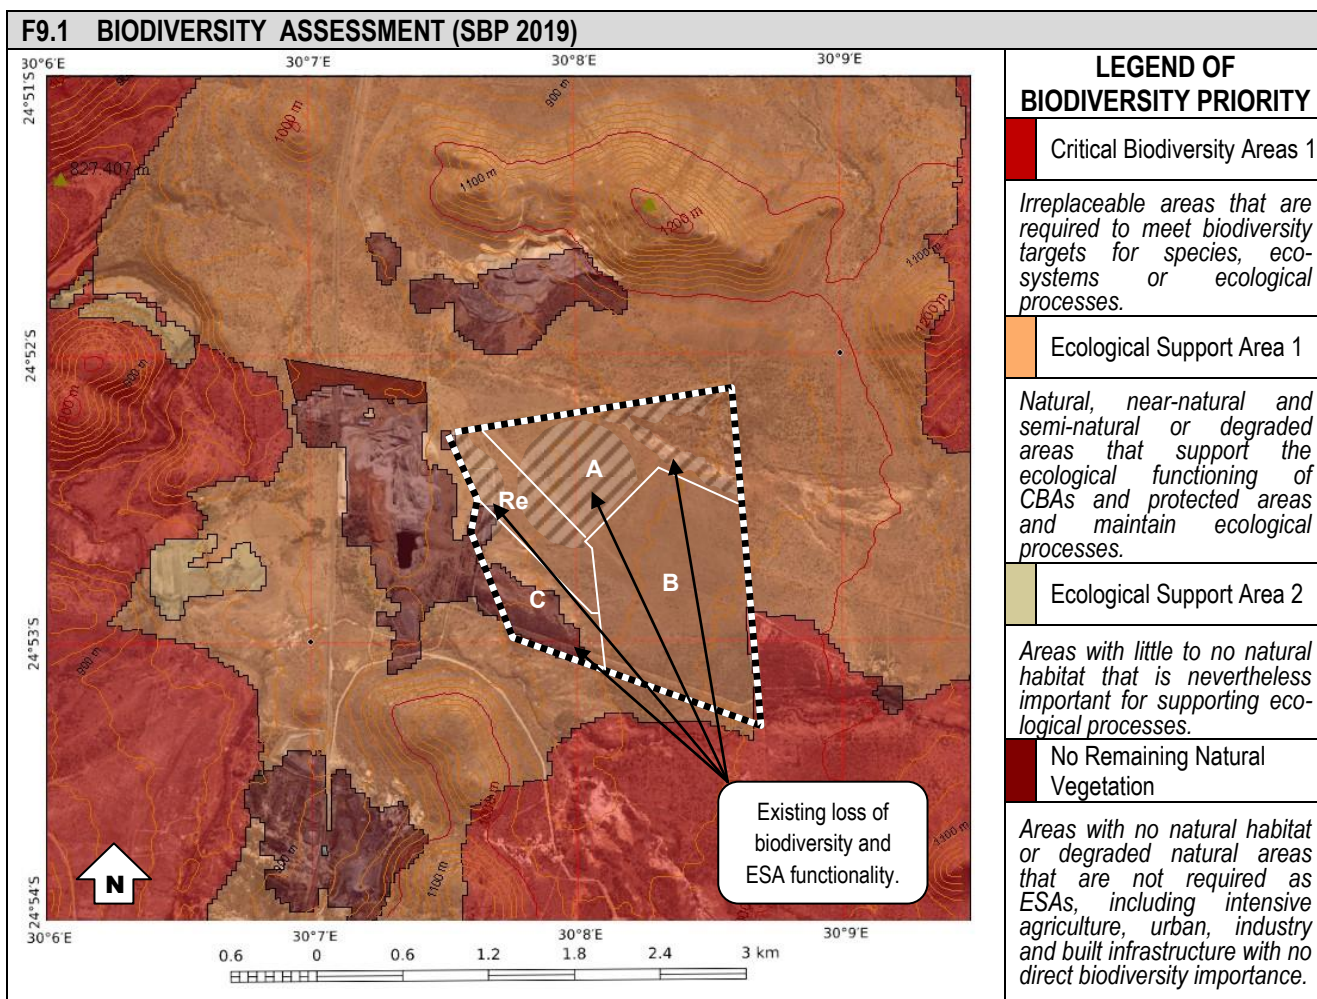 F9.1 BIODIVERSITY ASSESSMENT (SBP 2019)
30°6'E
30°7'E
30°8'E
30°9'E
24°51'S
24°52'S
24°53'S
24°54'S
900 m
1000 m
827.407 m
1100 m
1200 m
1100 m
1200 m
900 m
900 m
A
Re
B
C
900 m
1100 m
1100 m
Existing loss of
biodiversity and
ESA functionality.
N
30°6'E
30°7'E
30°8'E
30°9'E
0.6
0
0.6
1.2
1.8
2.4
3 km
LEGEND OF
BIODIVERSITY PRIORITY
Critical Biodiversity Areas 1
Irreplaceable areas that are
required to meet biodiversity
targets for species, eco-
systems or ecological
processes.
Ecological Support Area 1
Natural, near-natural and
semi-natural or degraded
areas that support the
ecological functioning of
CBAs and protected areas
and maintain ecological
processes.
Ecological Support Area 2
Areas with little to no natural
habitat that is nevertheless
important for supporting eco-
logical processes.
No Remaining Natural
Vegetation
Areas with no natural habitat
or degraded natural areas
that are not required as
ESAs, including intensive
agriculture, urban, industry
and built infrastructure with no
direct biodiversity importance.